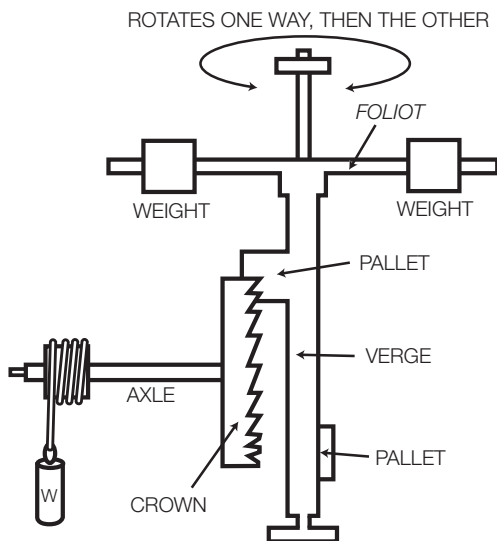 ROTATES ONE WAY, THEN THE OTHER
FOLIOT
WEIGHT
WEIGHT
PALLET
VERGE
AXLE
PALLET
W
CROWN